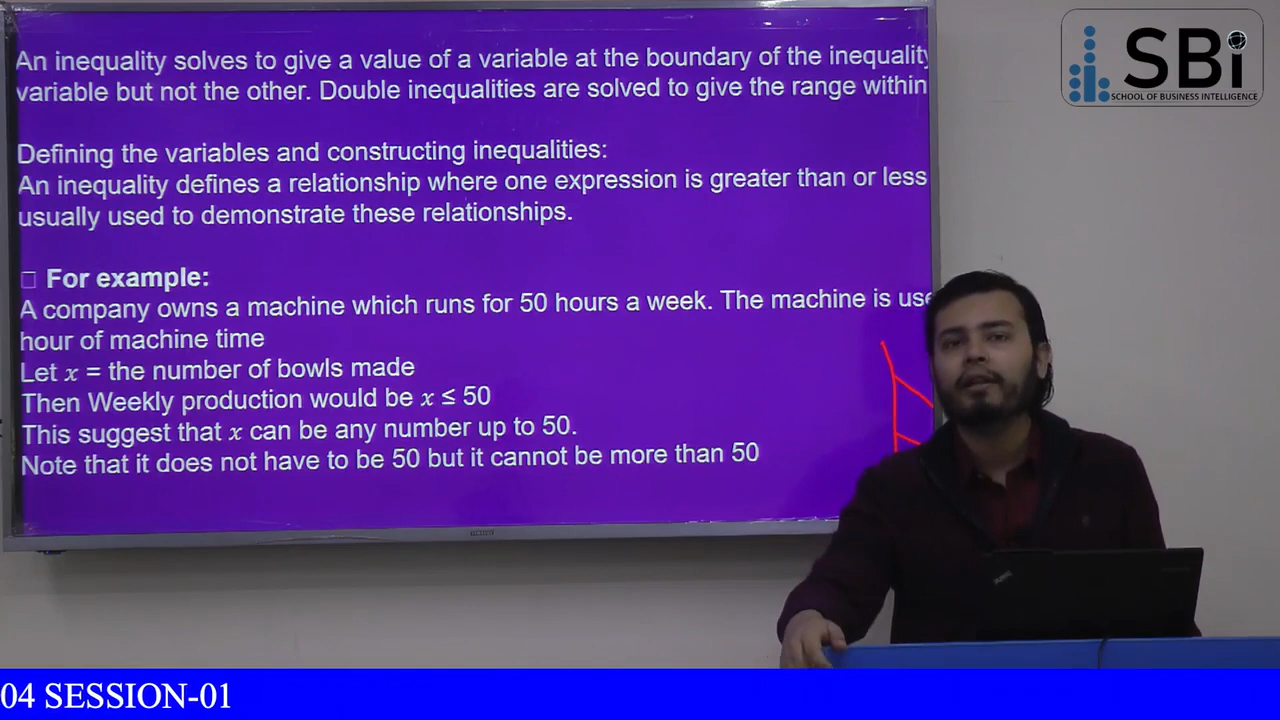 An inequality solves to give a value of a variable at the boundary of the inequality
variable but not the other. Double inequalities are solved to give the range within
Defining the variables and constructing inequalities:
An inequality defines a relationship where one expression is greater than or less
usually used to demonstrate these relationships.
For example:
A company owns a machine which runs for 50 hours a week. The machine is use
hour of machine time
Let x = the number of bowls made
Then Weekly production would be x ≤ 50
This suggest that x can be any number up to 50.
Note that it does not have to be 50 but it cannot be more than 50
SBi
SCHOOL OF BUSINESS INTELLIGENCE
04 SESSION-01